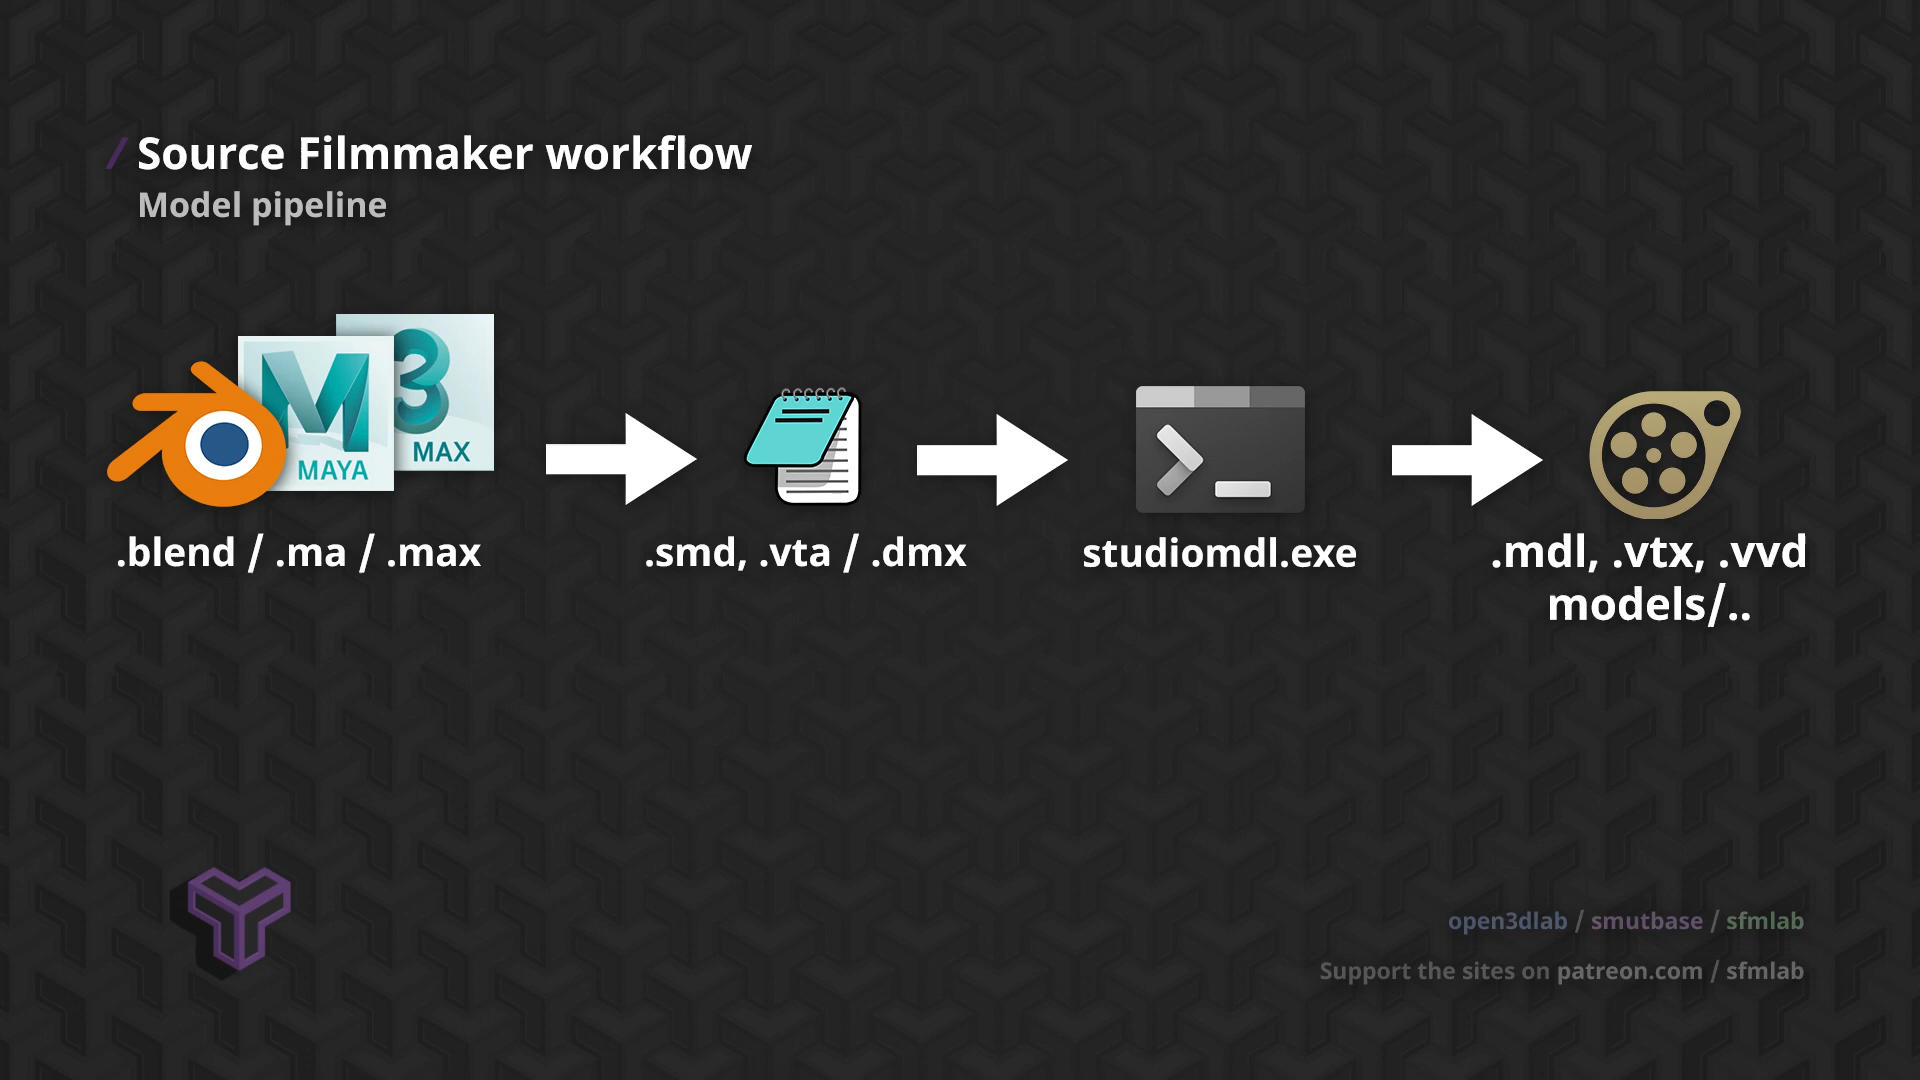 / Source Filmmaker workflow
Model pipeline
MAYA
3
MAX
.blend / .ma / .max
.smd, .vta / .dmx
studiomdl.exe
.mdl, .vtx, .vvd
models/..
open3dlab / smutbase / sfmlab
Support the sites on patreon.com / sfmlab